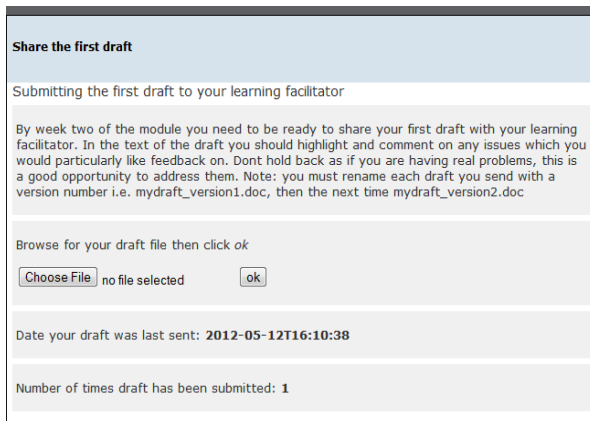 Share the first draft
Submitting the first draft to your learning facilitator
By week two of the module you need to be ready to share your first draft with your learning
facilitator. In the text of the draft you should highlight and comment on any issues which you
would particularly like feedback on. Dont hold back as if you are having real problems, this is
a good opportunity to address them. Note: you must rename each draft you send with a
version number i.e. mydraft_version1.doc, then the next time mydraft_version2.doc
Browse for your draft file then click ok
Choose File no file selected ok
Date your draft was last sent: 2012-05-12T16:10:38
Number of times draft has been submitted: 1